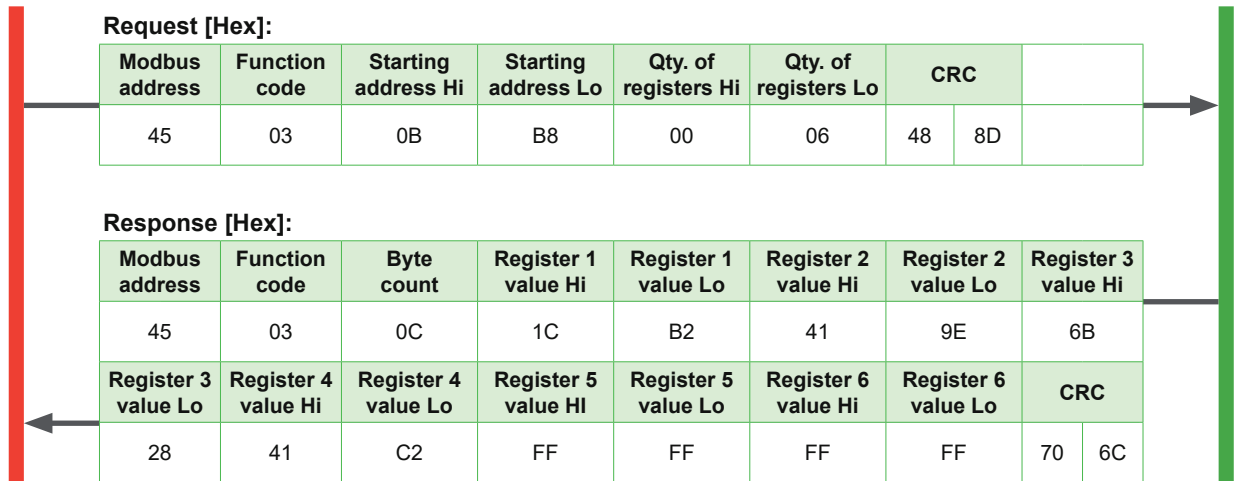 Request [Hex]:
Modbus address Function code Starting address Hi Starting address Lo Qty. of registers Hi Qty. of registers Lo CRC
45 03 0B B8 00 06 48 8D
Response [Hex]:
Modbus address Function code Byte count Register 1 value Hi Register 1 value Lo Register 2 value Hi Register 2 value Lo Register 3 value Hi
45 03 0C 1C B2 41 9E 6B
Register 3 value Lo Register 4 value Hi Register 4 value Lo Register 5 value HI Register 5 value Lo Register 6 value Hi Register 6 value Lo CRC
28 41 C2 FF FF FF FF 70 6C